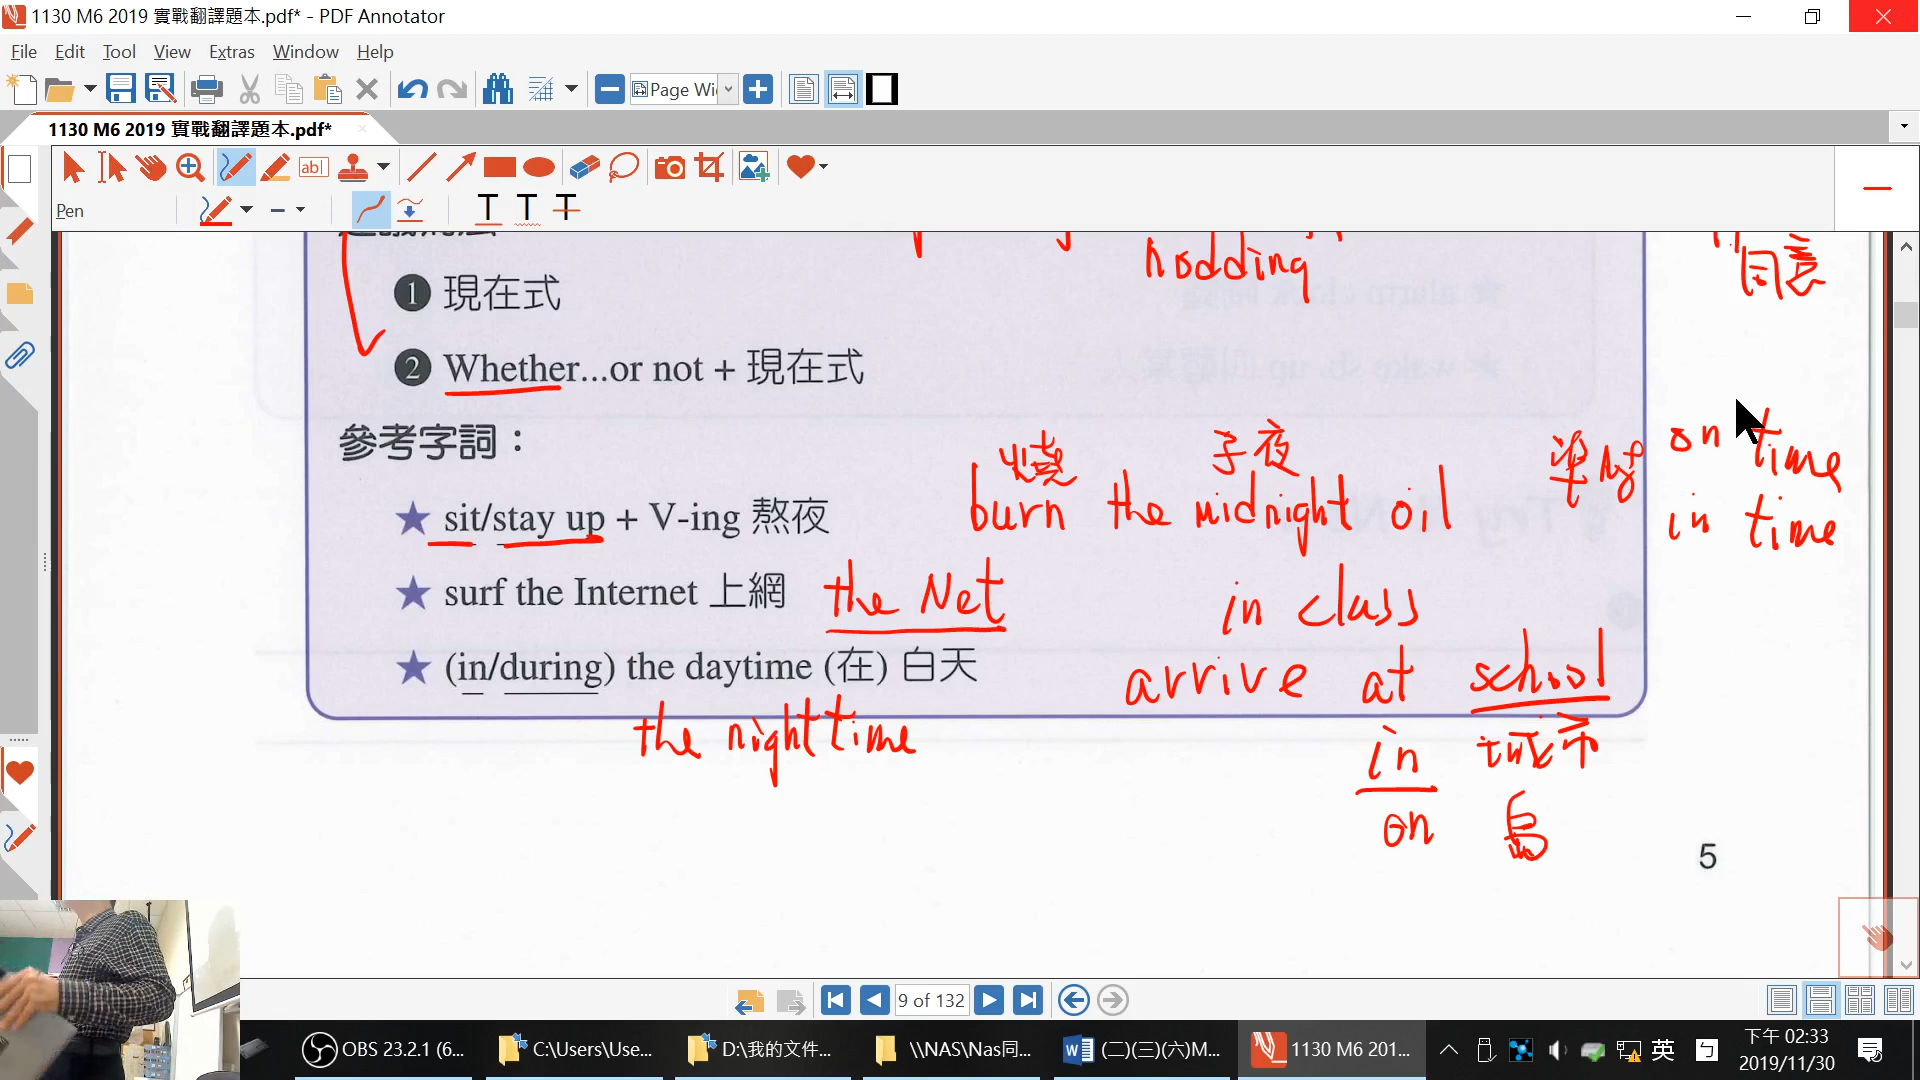 1130 M6 2019 實戰翻譯題本.pdf* - PDF Annotator
File Edit Tool View Extras Window Help
Page Wi
1130 M6 2019 實戰翻譯題本.pdf*
Pen
nodding
同意
❶ 現在式
❷ Whether...or not + 現在式
參考字詞：
燒 子夜 準時 on time
★ sit/stay up + V-ing 熬夜 burn the midnight oil in time
★ surf the Internet 上網 the Net in class
★ (in/during) the daytime (在) 白天 arrive at school
the nighttime in 城市
on 島
5
9 of 132
OBS 23.2.1 (6... C:\Users\Use... D:\我的文件... \\NAS\Nas同... (二)(三)(六)M... 1130 M6 201... 英 ㄅ 下午 02:33
2019/11/30